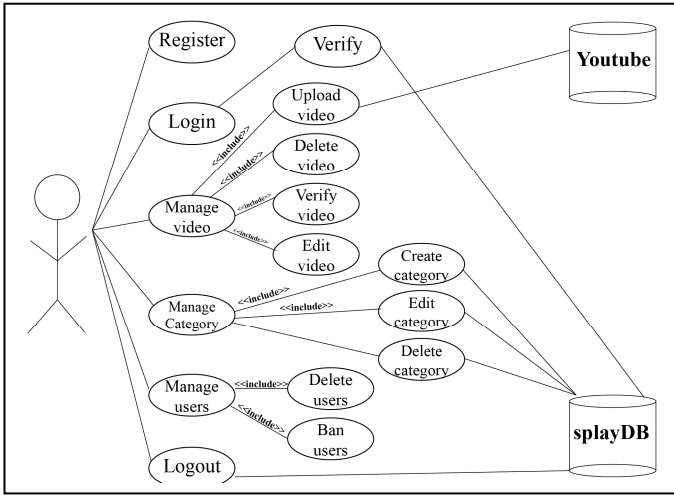 Register
Verify
Youtube
Upload
video
Login
<<include>>
Delete
video
<<include>>
Manage
video
<<include>>
Verify
video
<<include>>
Edit
video
Create
category
<<include>>
Manage
Category
<<include>>
Edit
category
Delete
category
Manage
users
<<include>>
Delete
users
<<include>>
Ban
users
splayDB
Logout